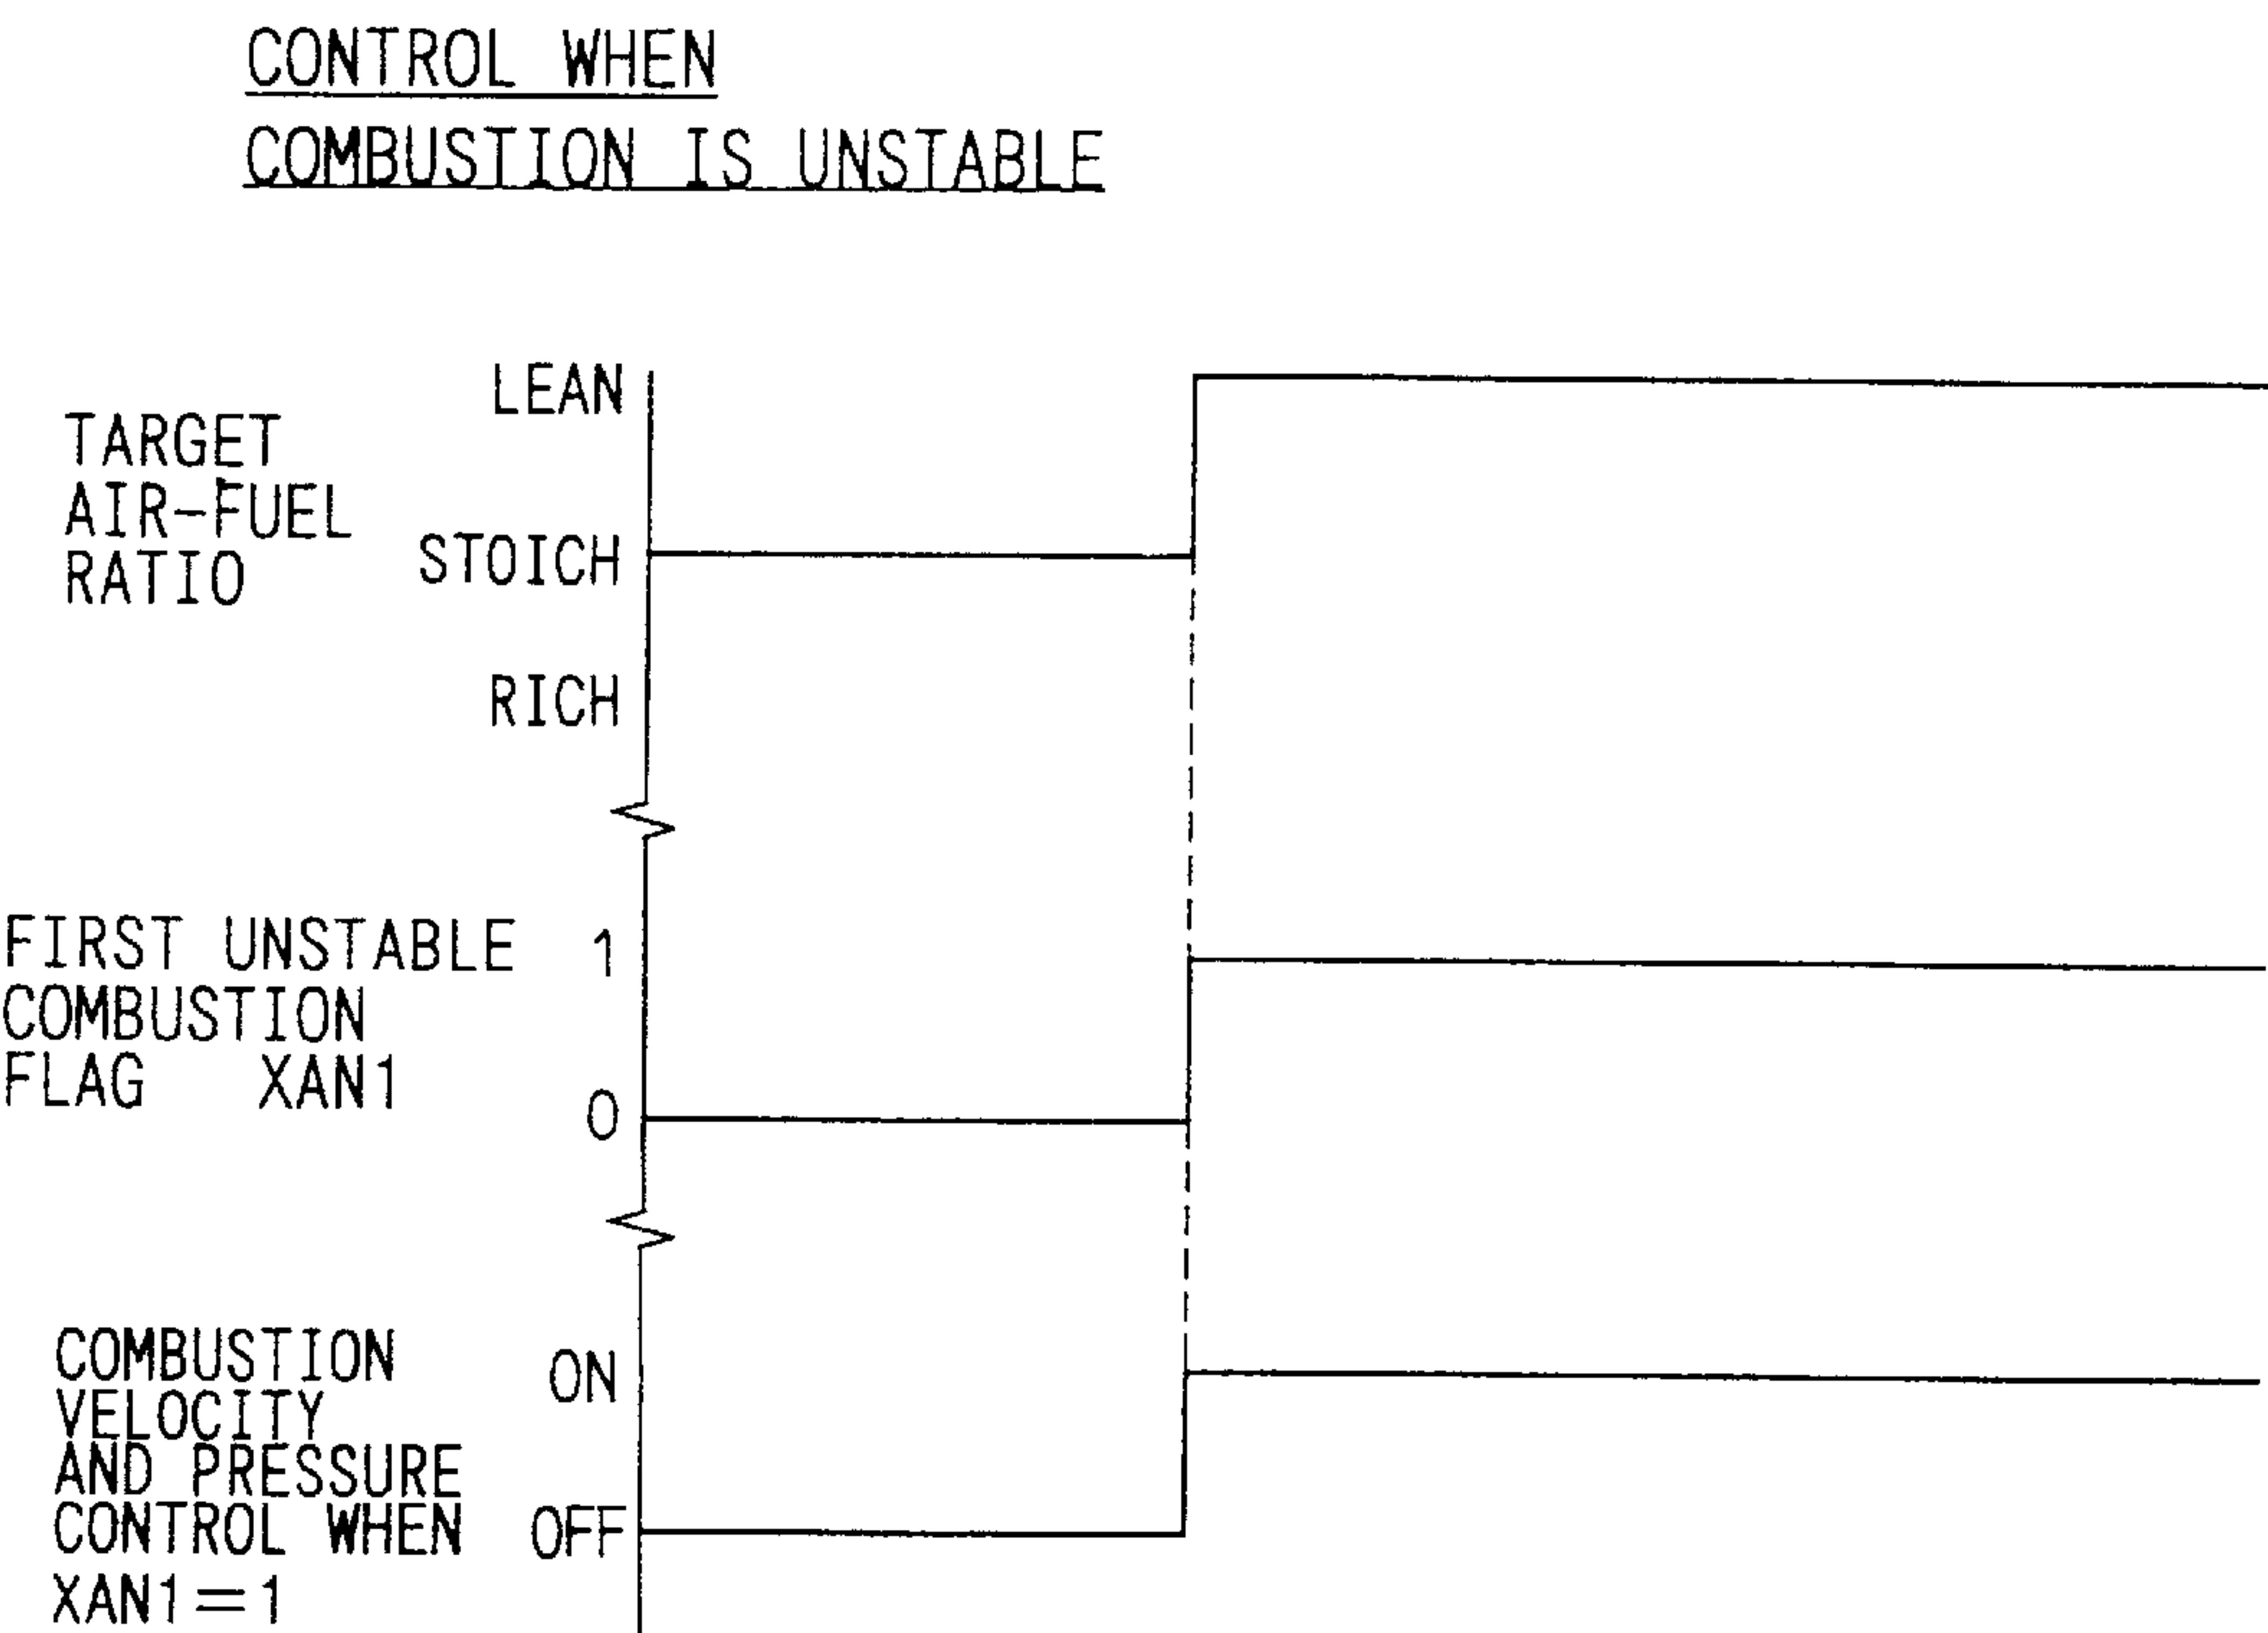 CONTROL WHEN
COMBUSTION IS UNSTABLE
LEAN
TARGET
AIR-FUEL
RATIO
STOICH
RICH
FIRST UNSTABLE
COMBUSTION
FLAG XAN1
1
0
COMBUSTION
VELOCITY
AND PRESSURE
CONTROL WHEN
XAN1=1
ON
OFF